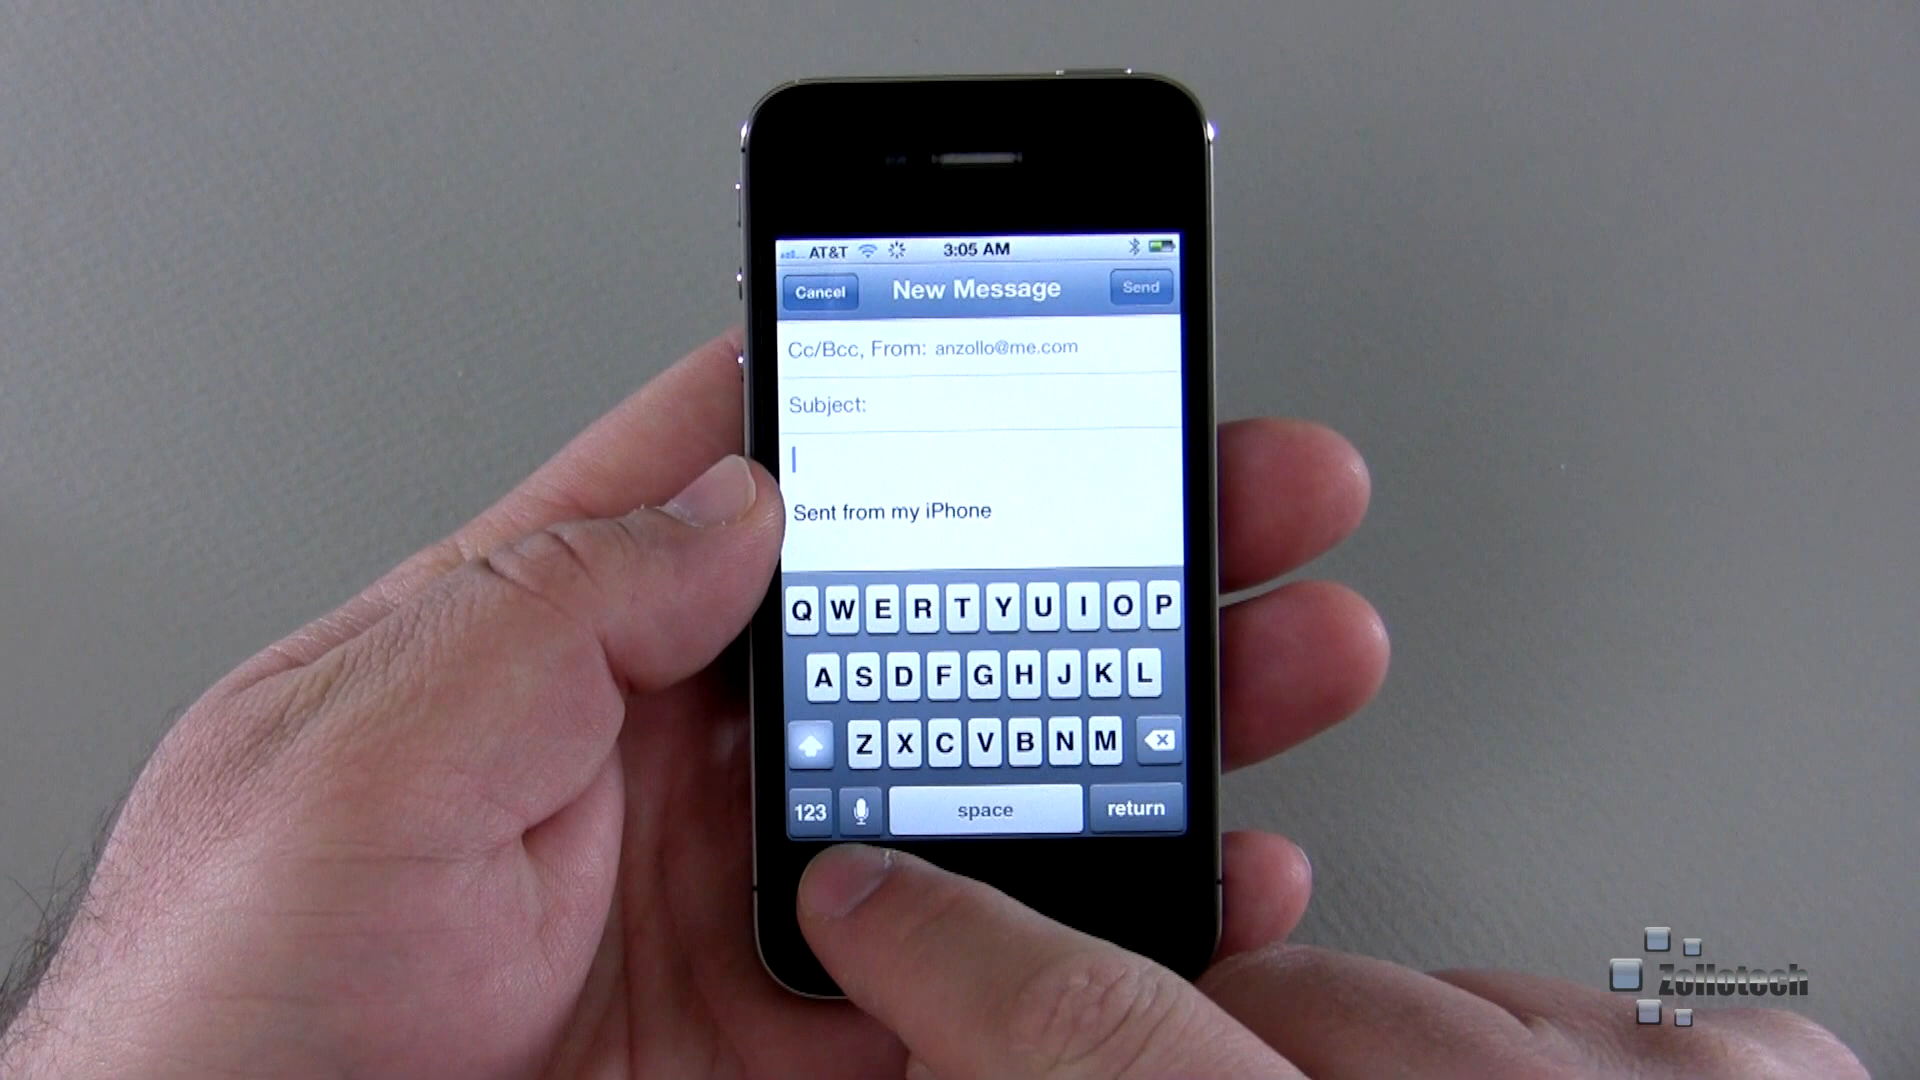 AT&T 3:05 AM
Cancel New Message Send
Cc/Bcc, From: anzollo@me.com
Subject:
Sent from my iPhone
Q W E R T Y U I O P
A S D F G H J K L
Z X C V B N M
123 space return
Zollotech